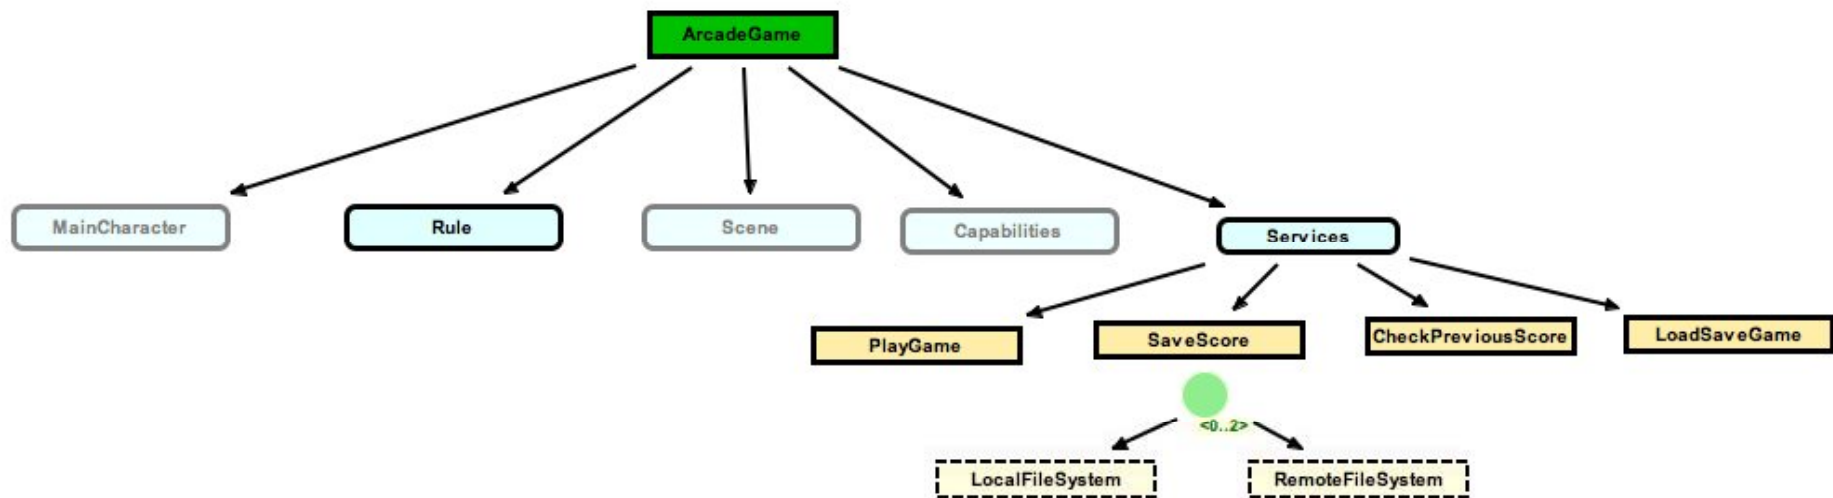 ArcadeGame
MainCharacter
Rule
Scene
Capabilities
Services
PlayGame
SaveScore
CheckPreviousScore
LoadSaveGame
<0..2>
LocalFileSystem
RemoteFileSystem